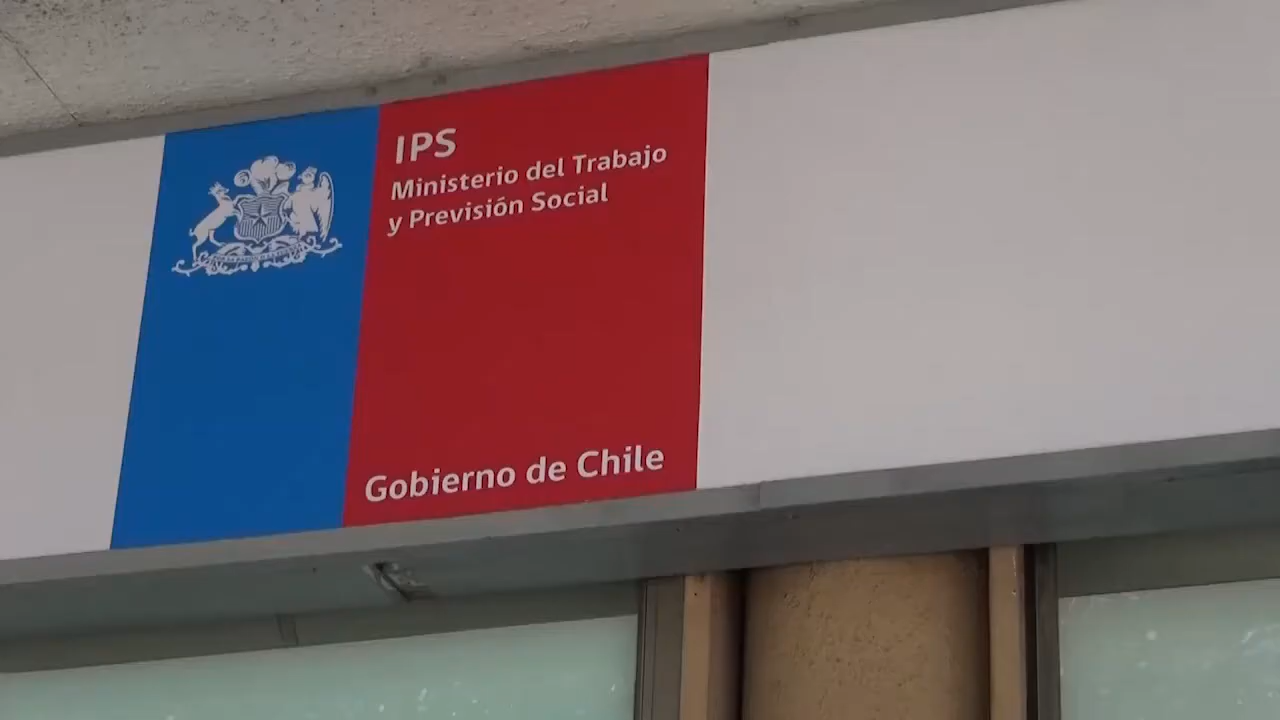 IPS
Ministerio del Trabajo
y Previsión Social
Gobierno de Chile